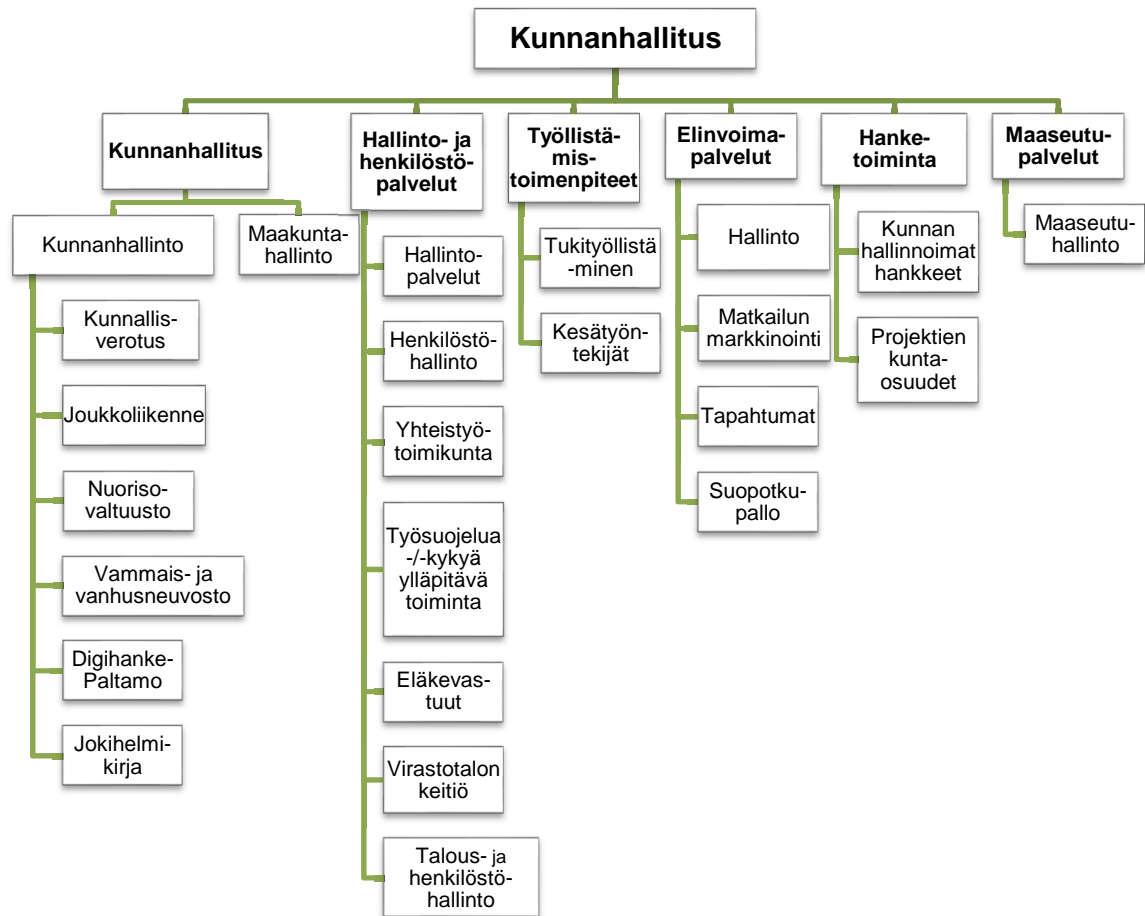 Kunnanhallitus
Kunnanhallitus
Kunnanhallinto
Kunnallis-
verotus
Joukkoliikenne
Nuoriso-
valtuusto
Vammais- ja
vanhusneuvosto
Digihanke-
Paltamo
Jokihelmi-
kirja
Maakunta-
hallinto
Hallinto- ja
henkilöstö-
palvelut
Hallinto-
palvelut
Henkilöstö-
hallinto
Yhteistyö-
toimikunta
Työsuojelua
-/-kykyä
ylläpitävä
toiminta
Eläkevas-
tuut
Virastotalon
keitiö
Talous- ja
henkilöstö-
hallinto
Työllistä-
mis-
toimenpiteet
Tukityöllistä
-minen
Kesätyön-
tekijät
Elinvoima-
palvelut
Hallinto
Matkailun
markkinointi
Tapahtumat
Suopotku-
pallo
Hanke-
toiminta
Kunnan
hallinnoimat
hankkeet
Projektien
kunta-
osuudet
Maaseutu-
palvelut
Maaseutu-
hallinto